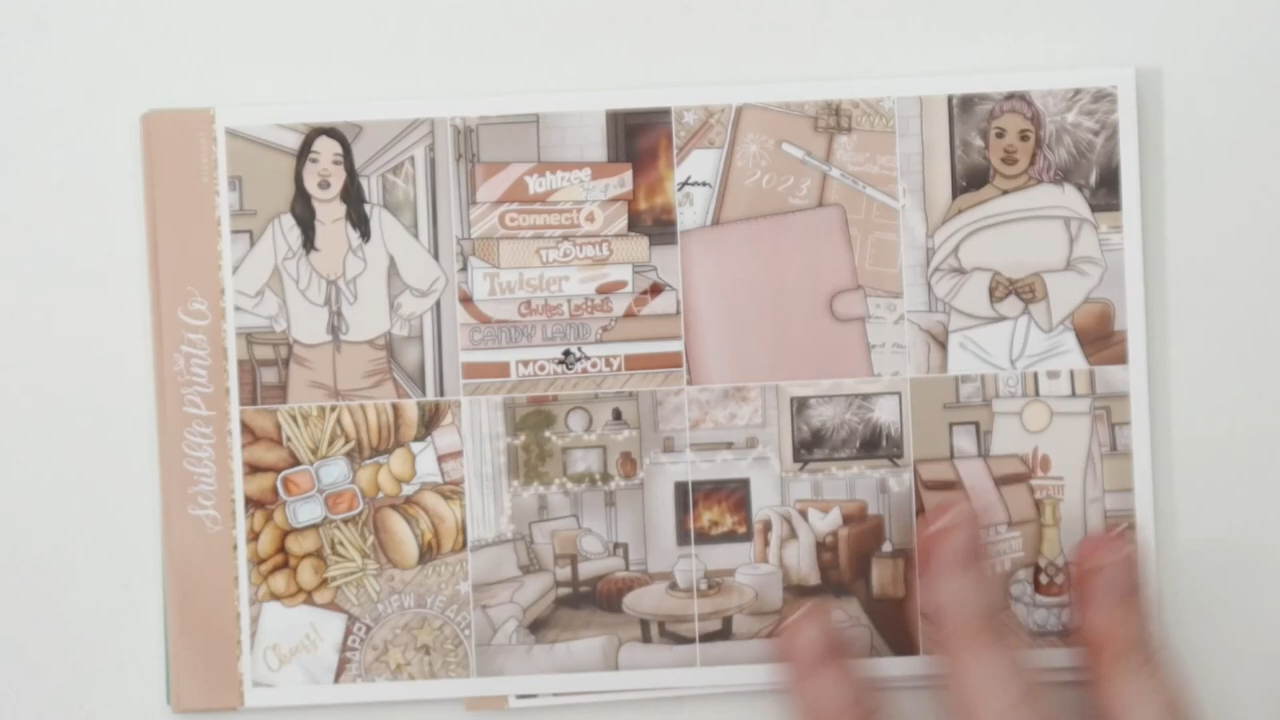 Scribble Prints Co
Yahtzee
Connect 4
TROUBLE
Twister
Chutes Ladders
CANDY LAND
MONOPOLY
2023
Cheers!
HAPPY NEW YEAR